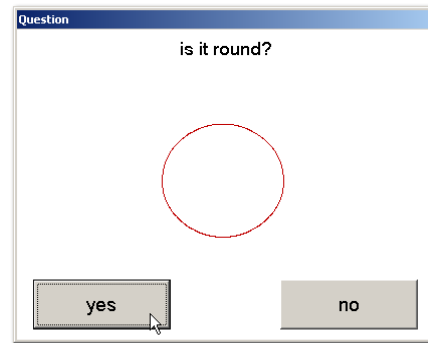 Question
is it round?
yes
no